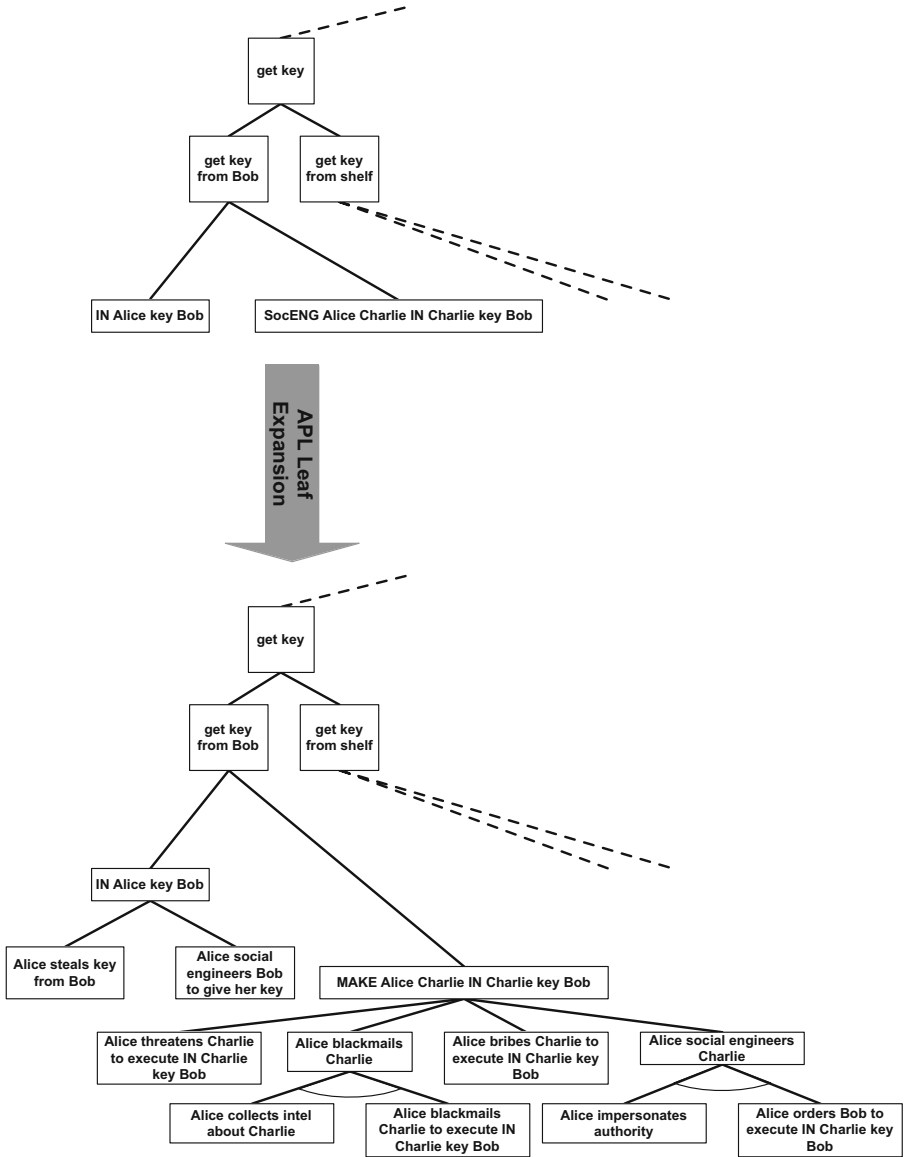 get key
get key
from Bob
get key
from shelf
IN Alice key Bob
SocENG Alice Charlie IN Charlie key Bob
APL Leaf
Expansion
get key
get key
from Bob
get key
from shelf
IN Alice key Bob
Alice steals key
from Bob
Alice social
engineers Bob
to give her key
MAKE Alice Charlie IN Charlie key Bob
Alice threatens Charlie
to execute IN Charlie
key Bob
Alice blackmails
Charlie
Alice bribes Charlie to
execute IN Charlie key
Bob
Alice social engineers
Charlie
Alice collects intel
about Charlie
Alice blackmails
Charlie to execute IN
Charlie key Bob
Alice impersonates
authority
Alice orders Bob to
execute IN Charlie key
Bob